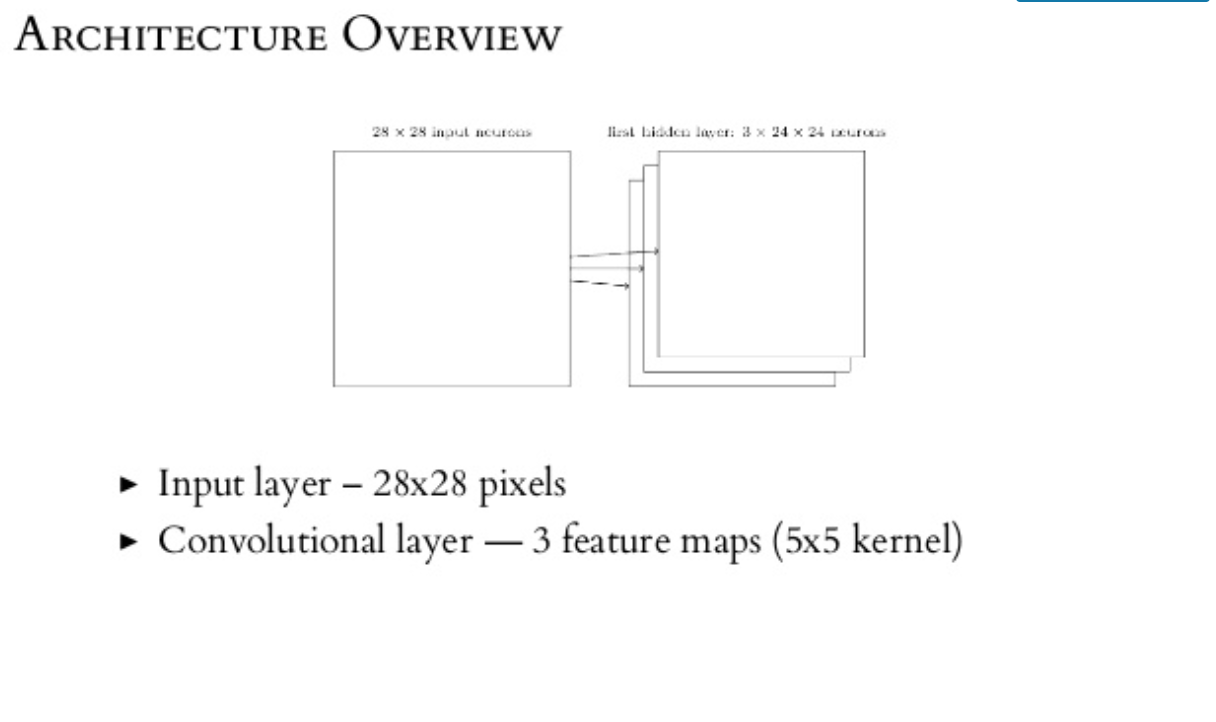 ARCHITECTURE OVERVIEW
28 × 28 input neurons
first hidden layer: 3 × 24 × 24 neurons
► Input layer – 28x28 pixels
► Convolutional layer — 3 feature maps (5x5 kernel)